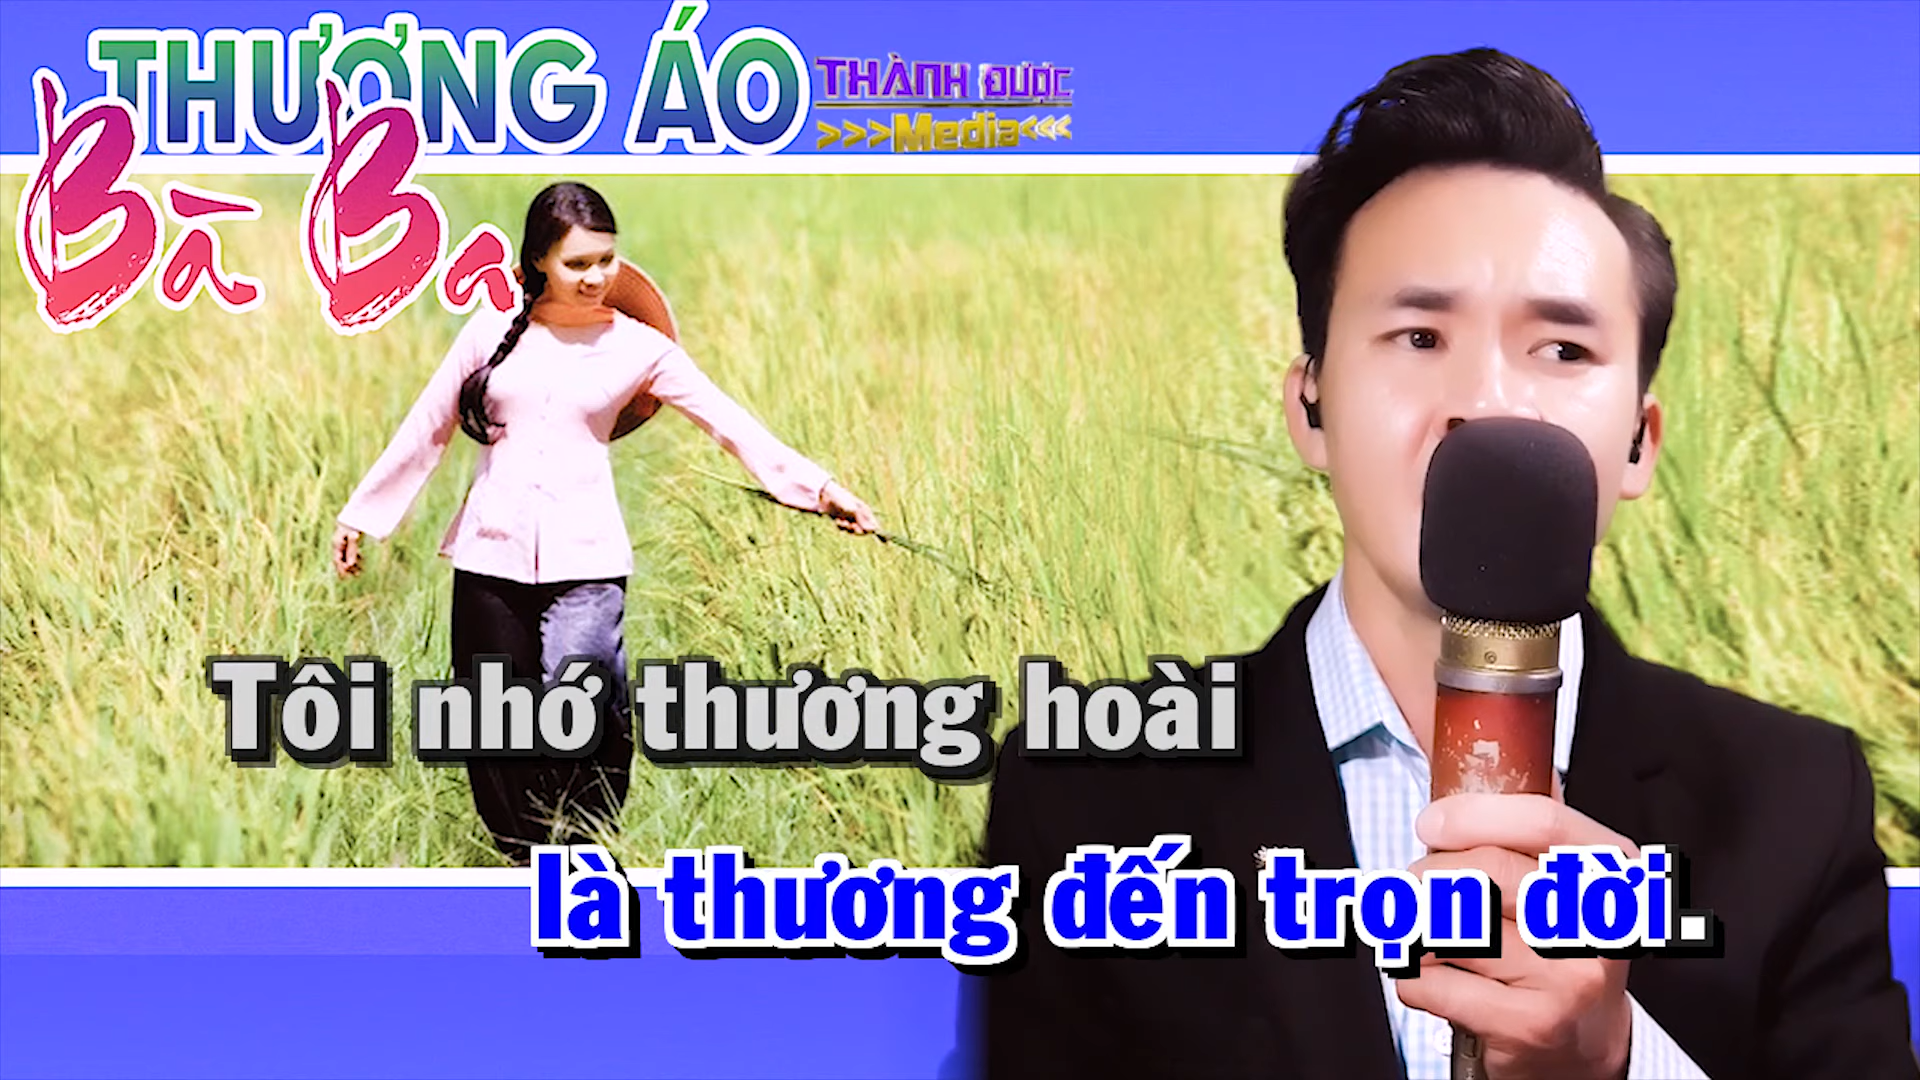 THƯƠNG ÁO
Bà Ba
THÀNH ĐƯỢC
>>>Media<<<
Tôi nhớ thương hoài
là thương đến trọn đời.